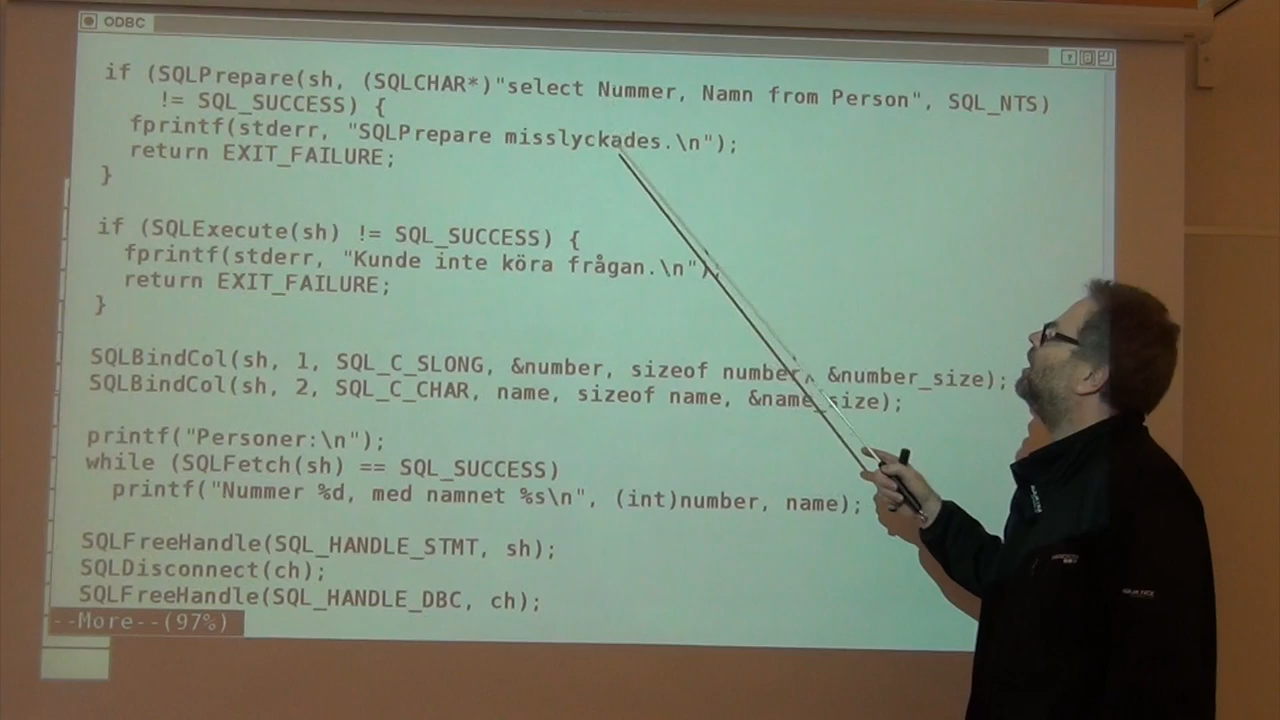 ODBC
if (SQLPrepare(sh, (SQLCHAR*)"select Nummer, Namn from Person", SQL_NTS)
!= SQL_SUCCESS) {
fprintf(stderr, "SQLPrepare misslyckades.\n");
return EXIT_FAILURE;
}
if (SQLExecute(sh) != SQL_SUCCESS) {
fprintf(stderr, "Kunde inte köra frågan.\n");
return EXIT_FAILURE;
}
SQLBindCol(sh, 1, SQL_C_SLONG, &number, sizeof number, &number_size);
SQLBindCol(sh, 2, SQL_C_CHAR, name, sizeof name, &name_size);
printf("Personer:\n");
while (SQLFetch(sh) == SQL_SUCCESS)
printf("Nummer %d, med namnet %s\n", (int)number, name);
SQLFreeHandle(SQL_HANDLE_STMT, sh);
SQLDisconnect(ch);
SQLFreeHandle(SQL_HANDLE_DBC, ch);
--More--(97%)